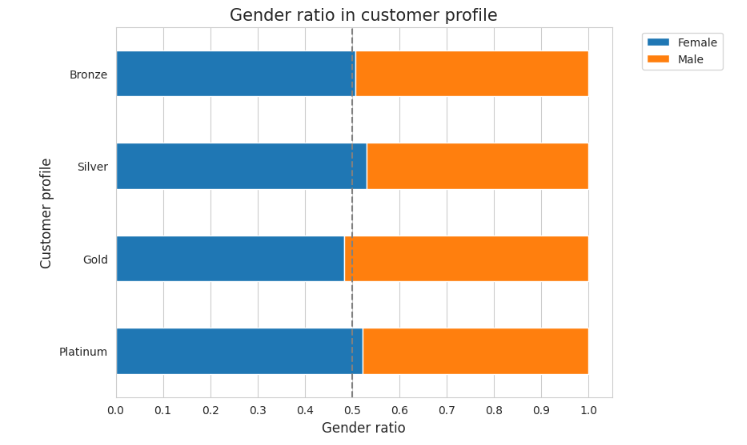 Gender ratio in customer profile
Female
Male
Bronze
Silver
Gold
Platinum
Customer profile
0.0 0.1 0.2 0.3 0.4 0.5 0.6 0.7 0.8 0.9 1.0
Gender ratio